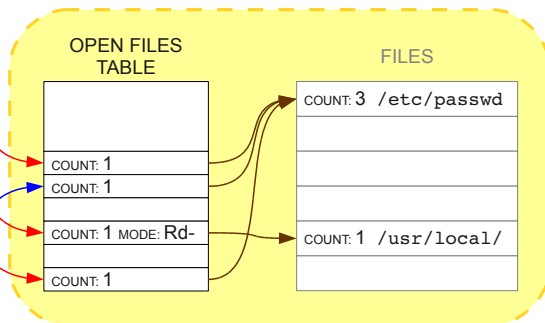 OPEN FILES
TABLE
FILES
COUNT: 3 /etc/passwd
COUNT: 1
COUNT: 1
COUNT: 1 MODE: Rd-
COUNT: 1 /usr/local/
COUNT: 1